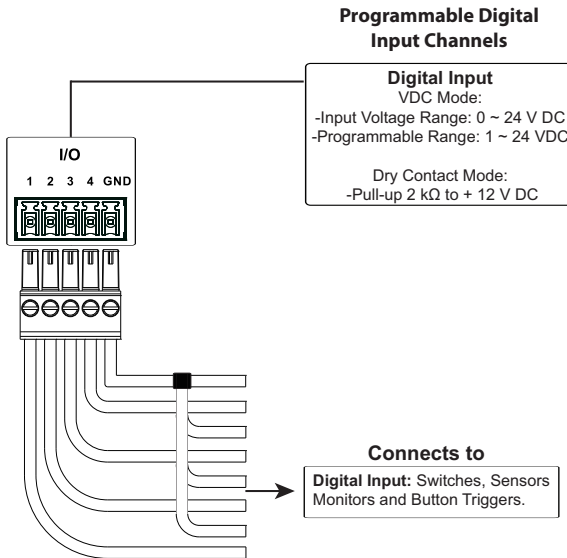 Programmable Digital
Input Channels
Digital Input
VDC Mode:
-Input Voltage Range: 0 ~ 24 V DC
-Programmable Range: 1 ~ 24 VDC
Dry Contact Mode:
-Pull-up 2 kΩ to + 12 V DC
I/O
1 2 3 4 GND
Connects to
Digital Input: Switches, Sensors
Monitors and Button Triggers.